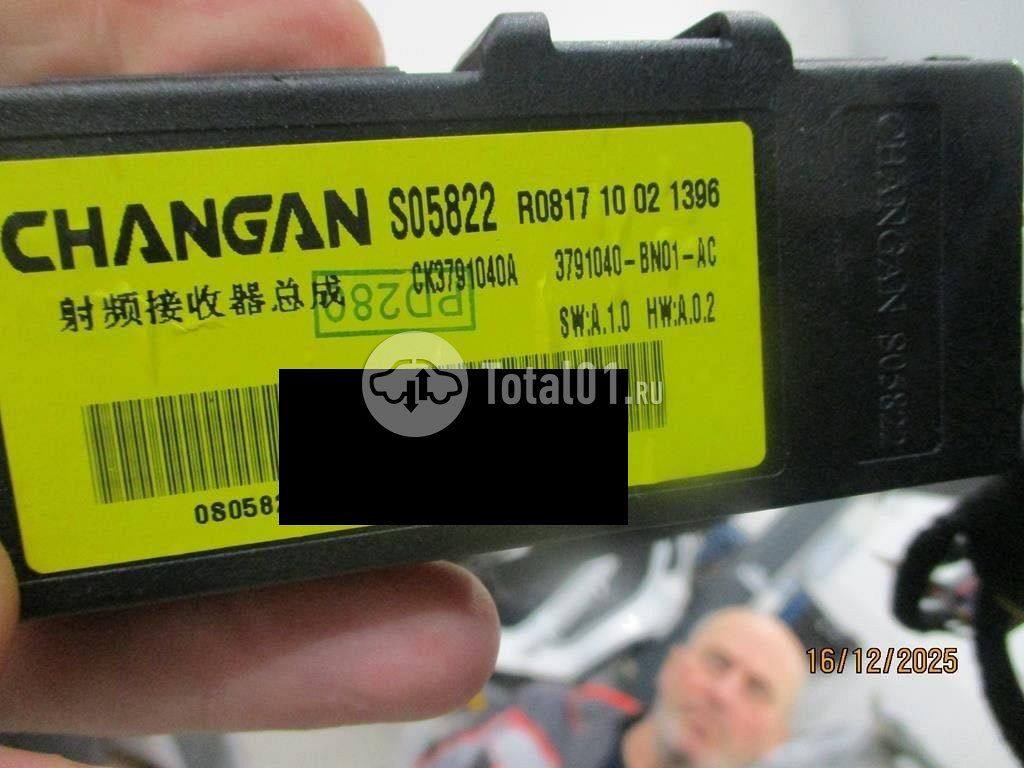 CHANGAN S05822 R0817 10 02 1396
射频接收器总成 CK3791040A 3791040-BN01-AC
PD280
SW:A.1.0 HW:A.0.2
Total01.RU
CHANGAN S05822
16/12/2025